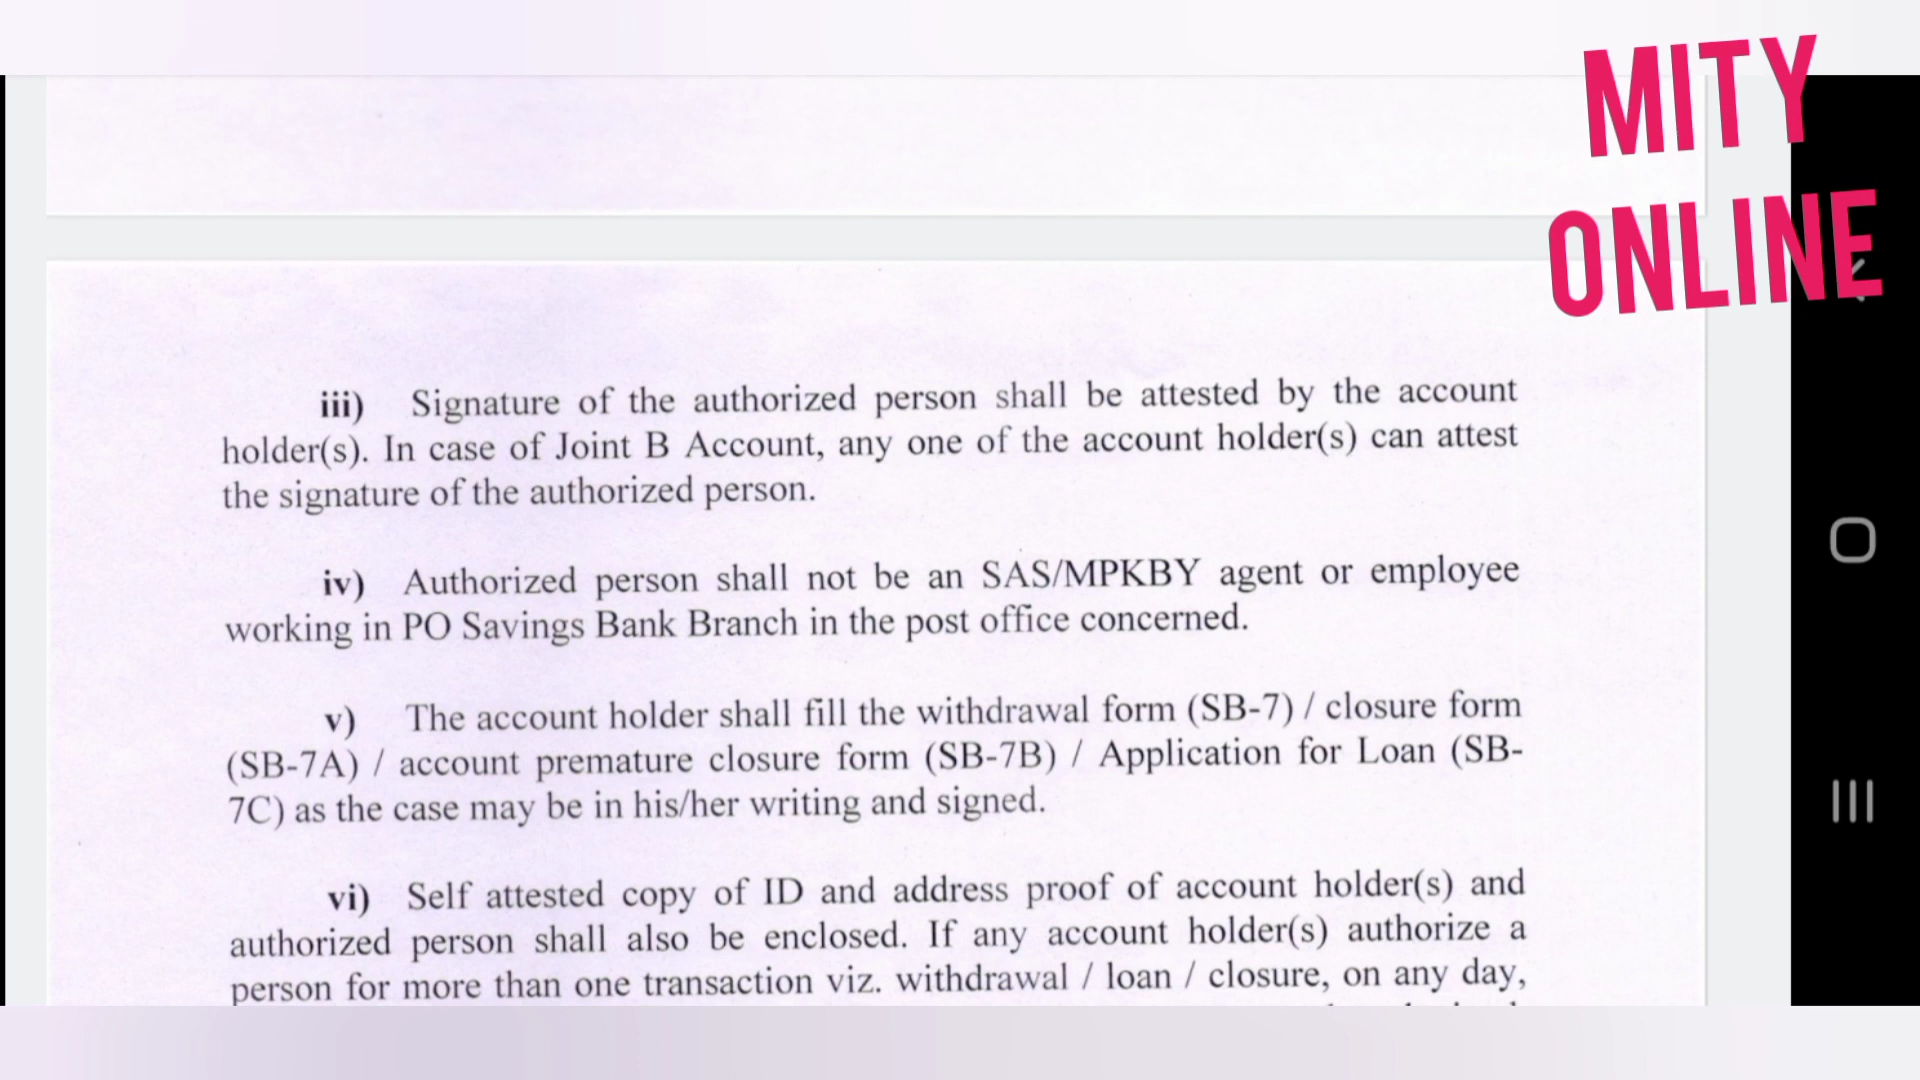 MITY
ONLINE
iii) Signature of the authorized person shall be attested by the account
holder(s). In case of Joint B Account, any one of the account holder(s) can attest
the signature of the authorized person.
iv) Authorized person shall not be an SAS/MPKBY agent or employee
working in PO Savings Bank Branch in the post office concerned.
v) The account holder shall fill the withdrawal form (SB-7) / closure form
(SB-7A) / account premature closure form (SB-7B) / Application for Loan (SB-
7C) as the case may be in his/her writing and signed.
vi) Self attested copy of ID and address proof of account holder(s) and
authorized person shall also be enclosed. If any account holder(s) authorize a
person for more than one transaction viz. withdrawal / loan / closure, on any day,